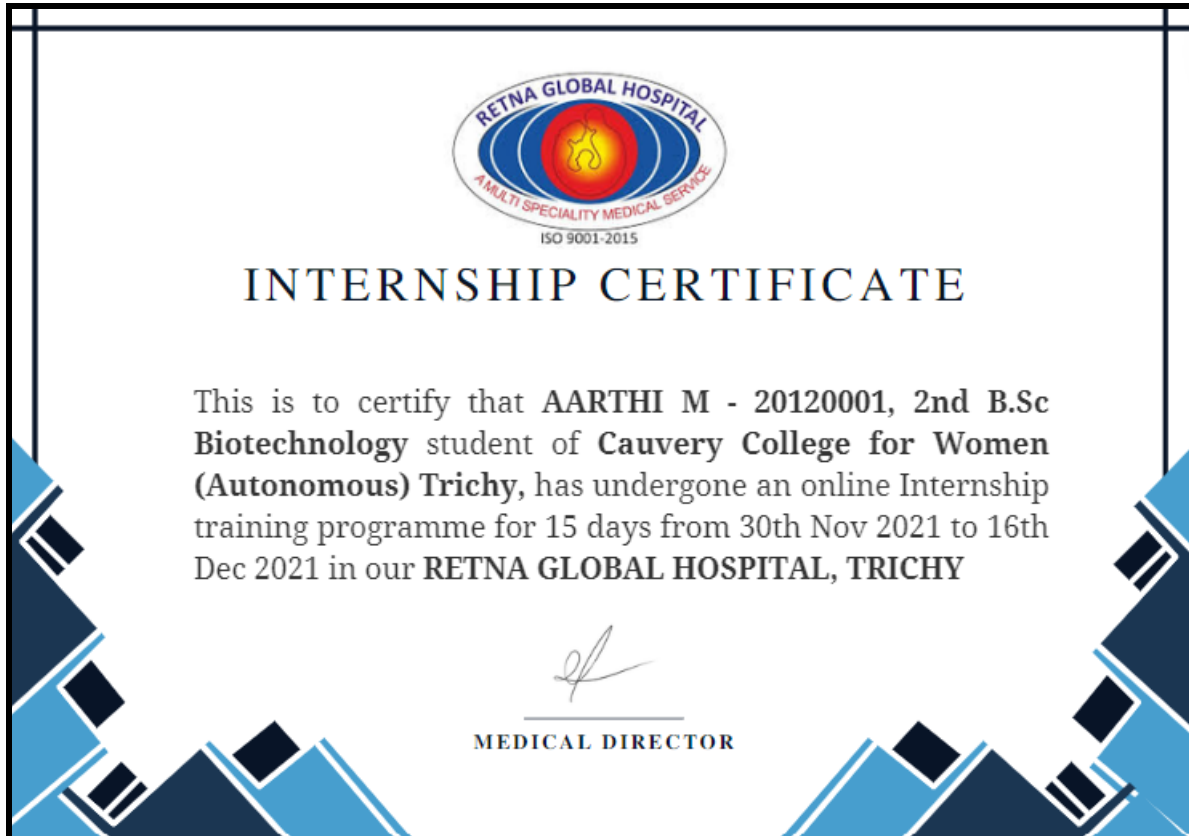 RETNA GLOBAL HOSPITAL
A MULTI SPECIALITY MEDICAL SERVICE
ISO 9001-2015
INTERNSHIP CERTIFICATE
This is to certify that AARTHI M - 20120001, 2nd B.Sc
Biotechnology student of Cauvery College for Women
(Autonomous) Trichy, has undergone an online Internship
training programme for 15 days from 30th Nov 2021 to 16th
Dec 2021 in our RETNA GLOBAL HOSPITAL, TRICHY
MEDICAL DIRECTOR